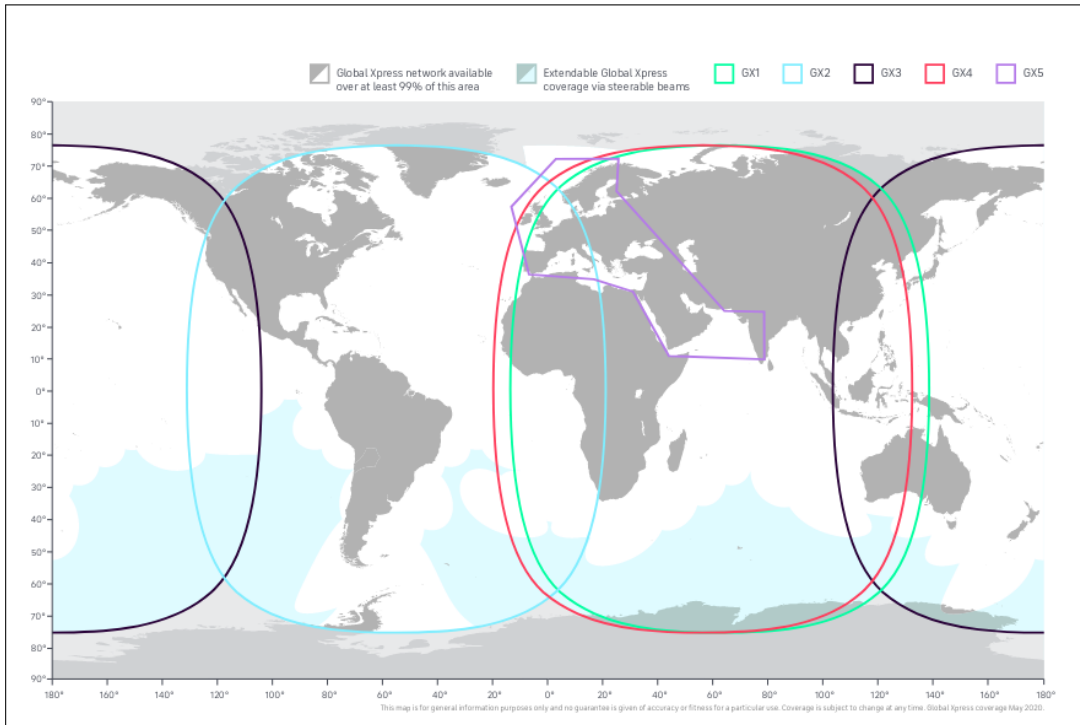 Global Xpress network available
over at least 99% of this area
Extendable Global Xpress
coverage via steerable beams
GX1
GX2
GX3
GX4
GX5
90°
80°
70°
60°
50°
40°
30°
20°
10°
0°
10°
20°
30°
40°
50°
60°
70°
80°
90°
180° 160° 140° 120° 100° 80° 60° 40° 20° 0° 20° 40° 60° 80° 100° 120° 140° 160° 180°
This map is for general information purposes only and no guarantee is given of accuracy or fitness for a particular use. Coverage is subject to change at any time. Global Xpress coverage May 2020.